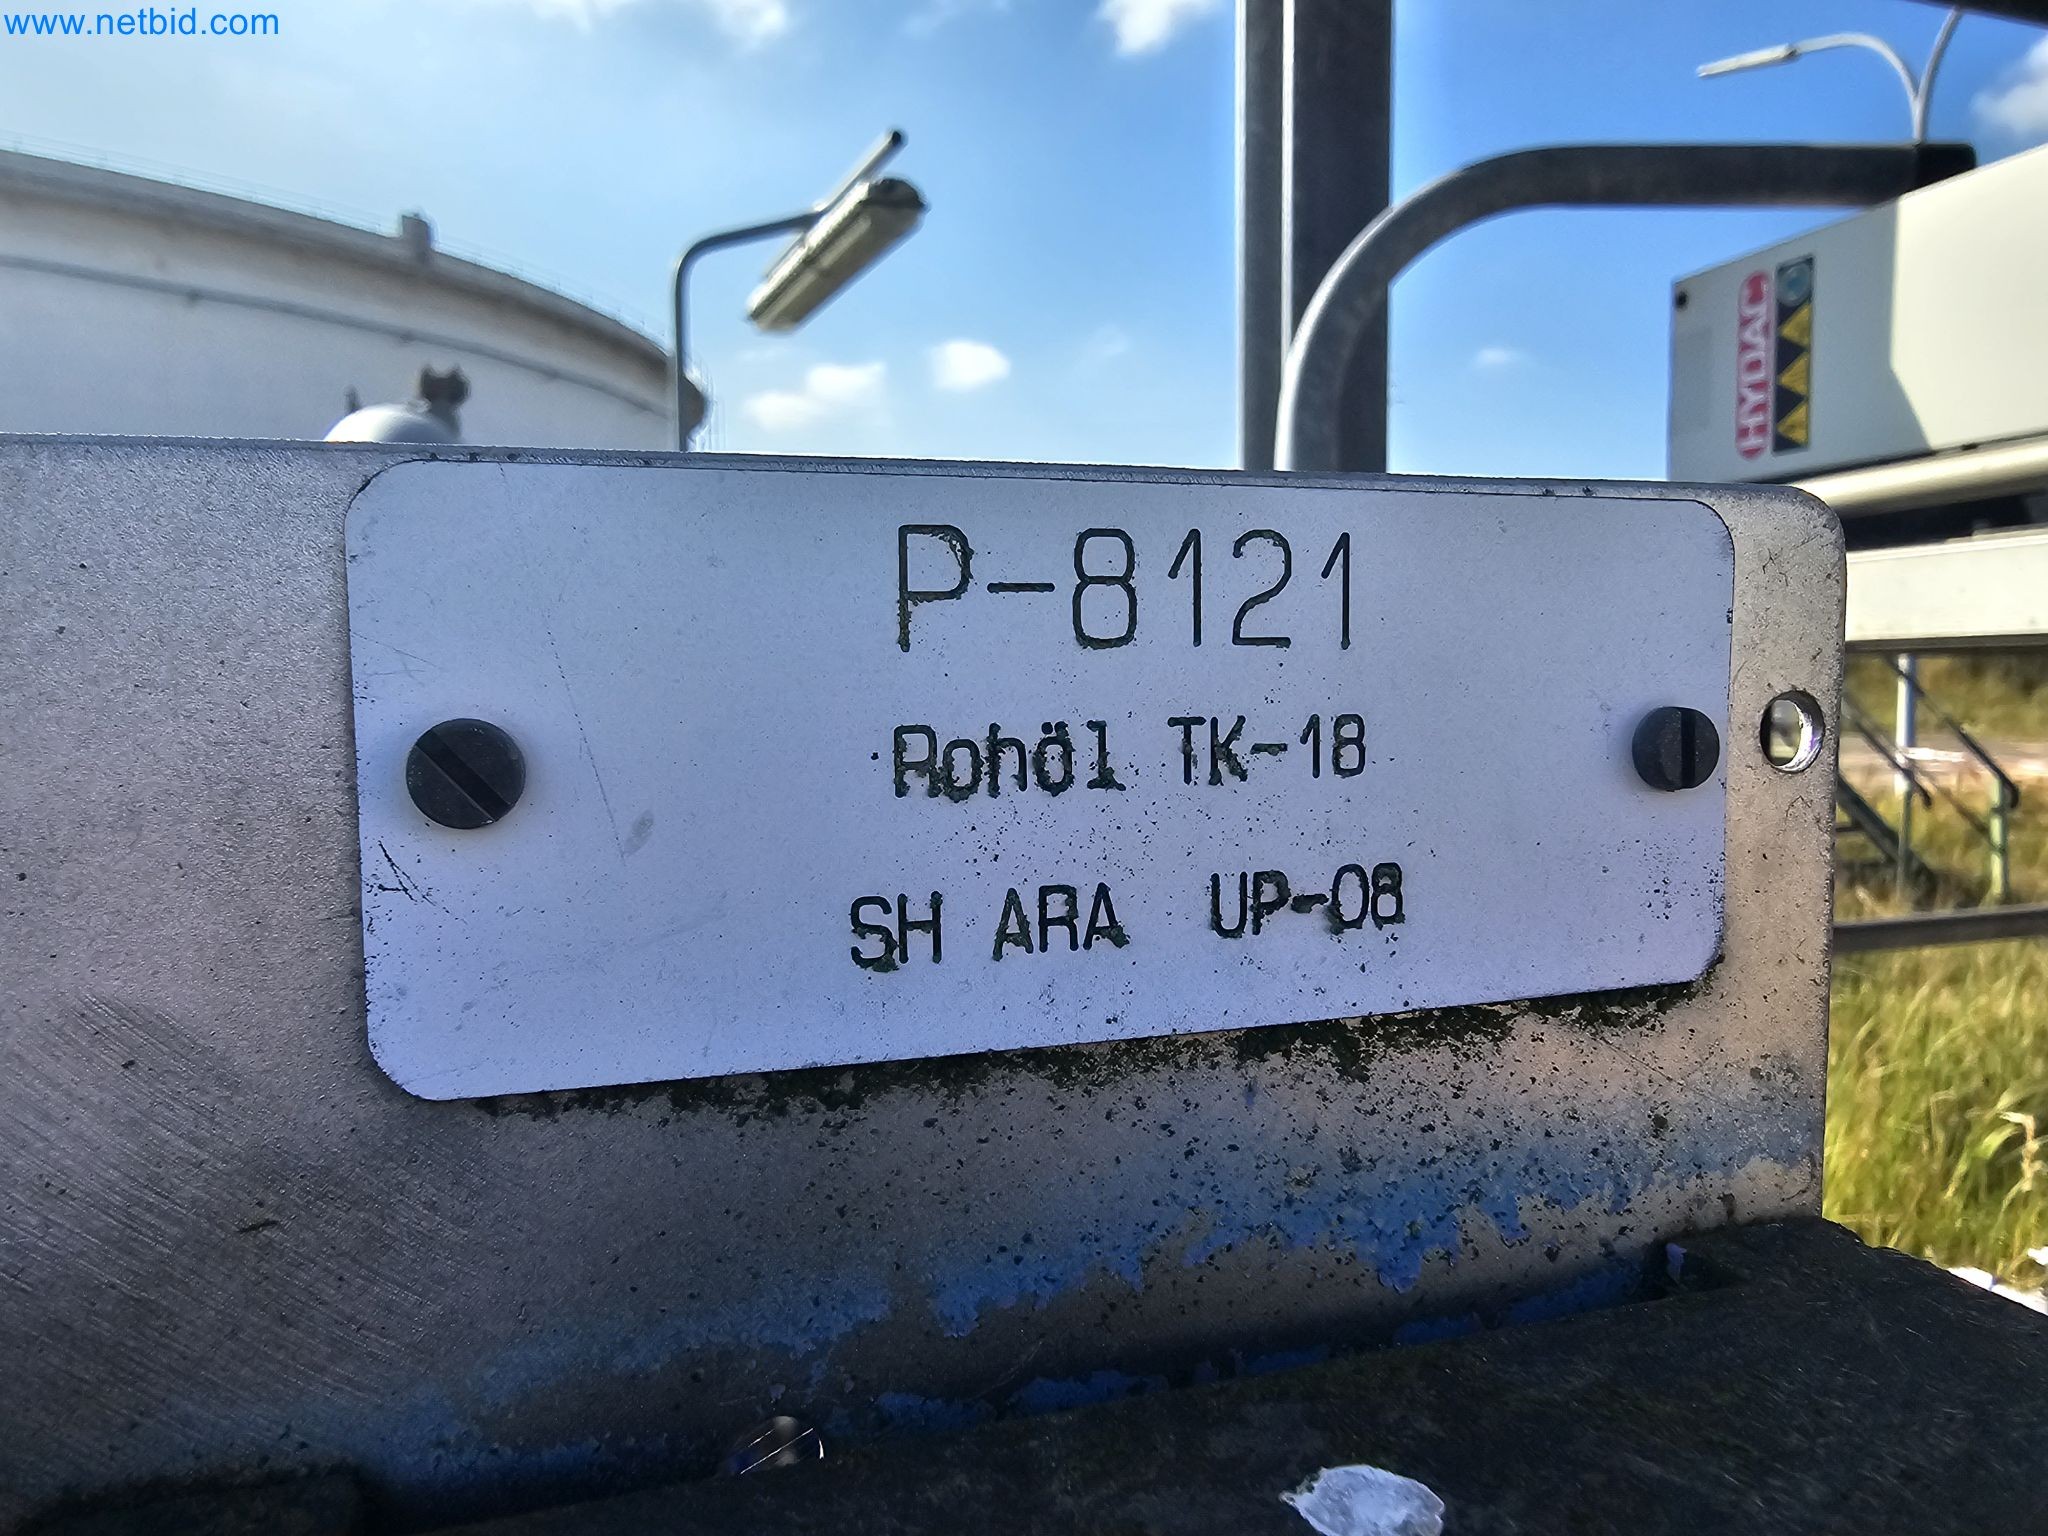 www.netbid.com
HYDAC
P-8121
Rohöl TK-18
SH ARA UP-08